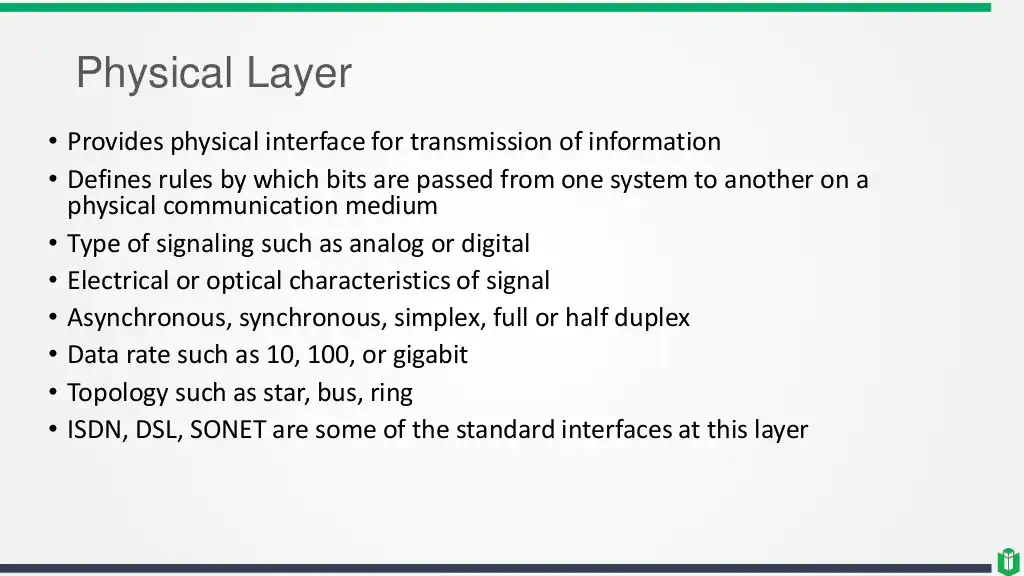 Physical Layer
• Provides physical interface for transmission of information
• Defines rules by which bits are passed from one system to another on a
physical communication medium
• Type of signaling such as analog or digital
• Electrical or optical characteristics of signal
• Asynchronous, synchronous, simplex, full or half duplex
• Data rate such as 10, 100, or gigabit
• Topology such as star, bus, ring
• ISDN, DSL, SONET are some of the standard interfaces at this layer